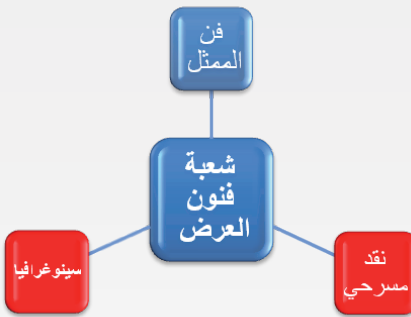 فن
الممثل
شعبة
فنون
العرض
نقد
مسرحي
سينوغرافيا